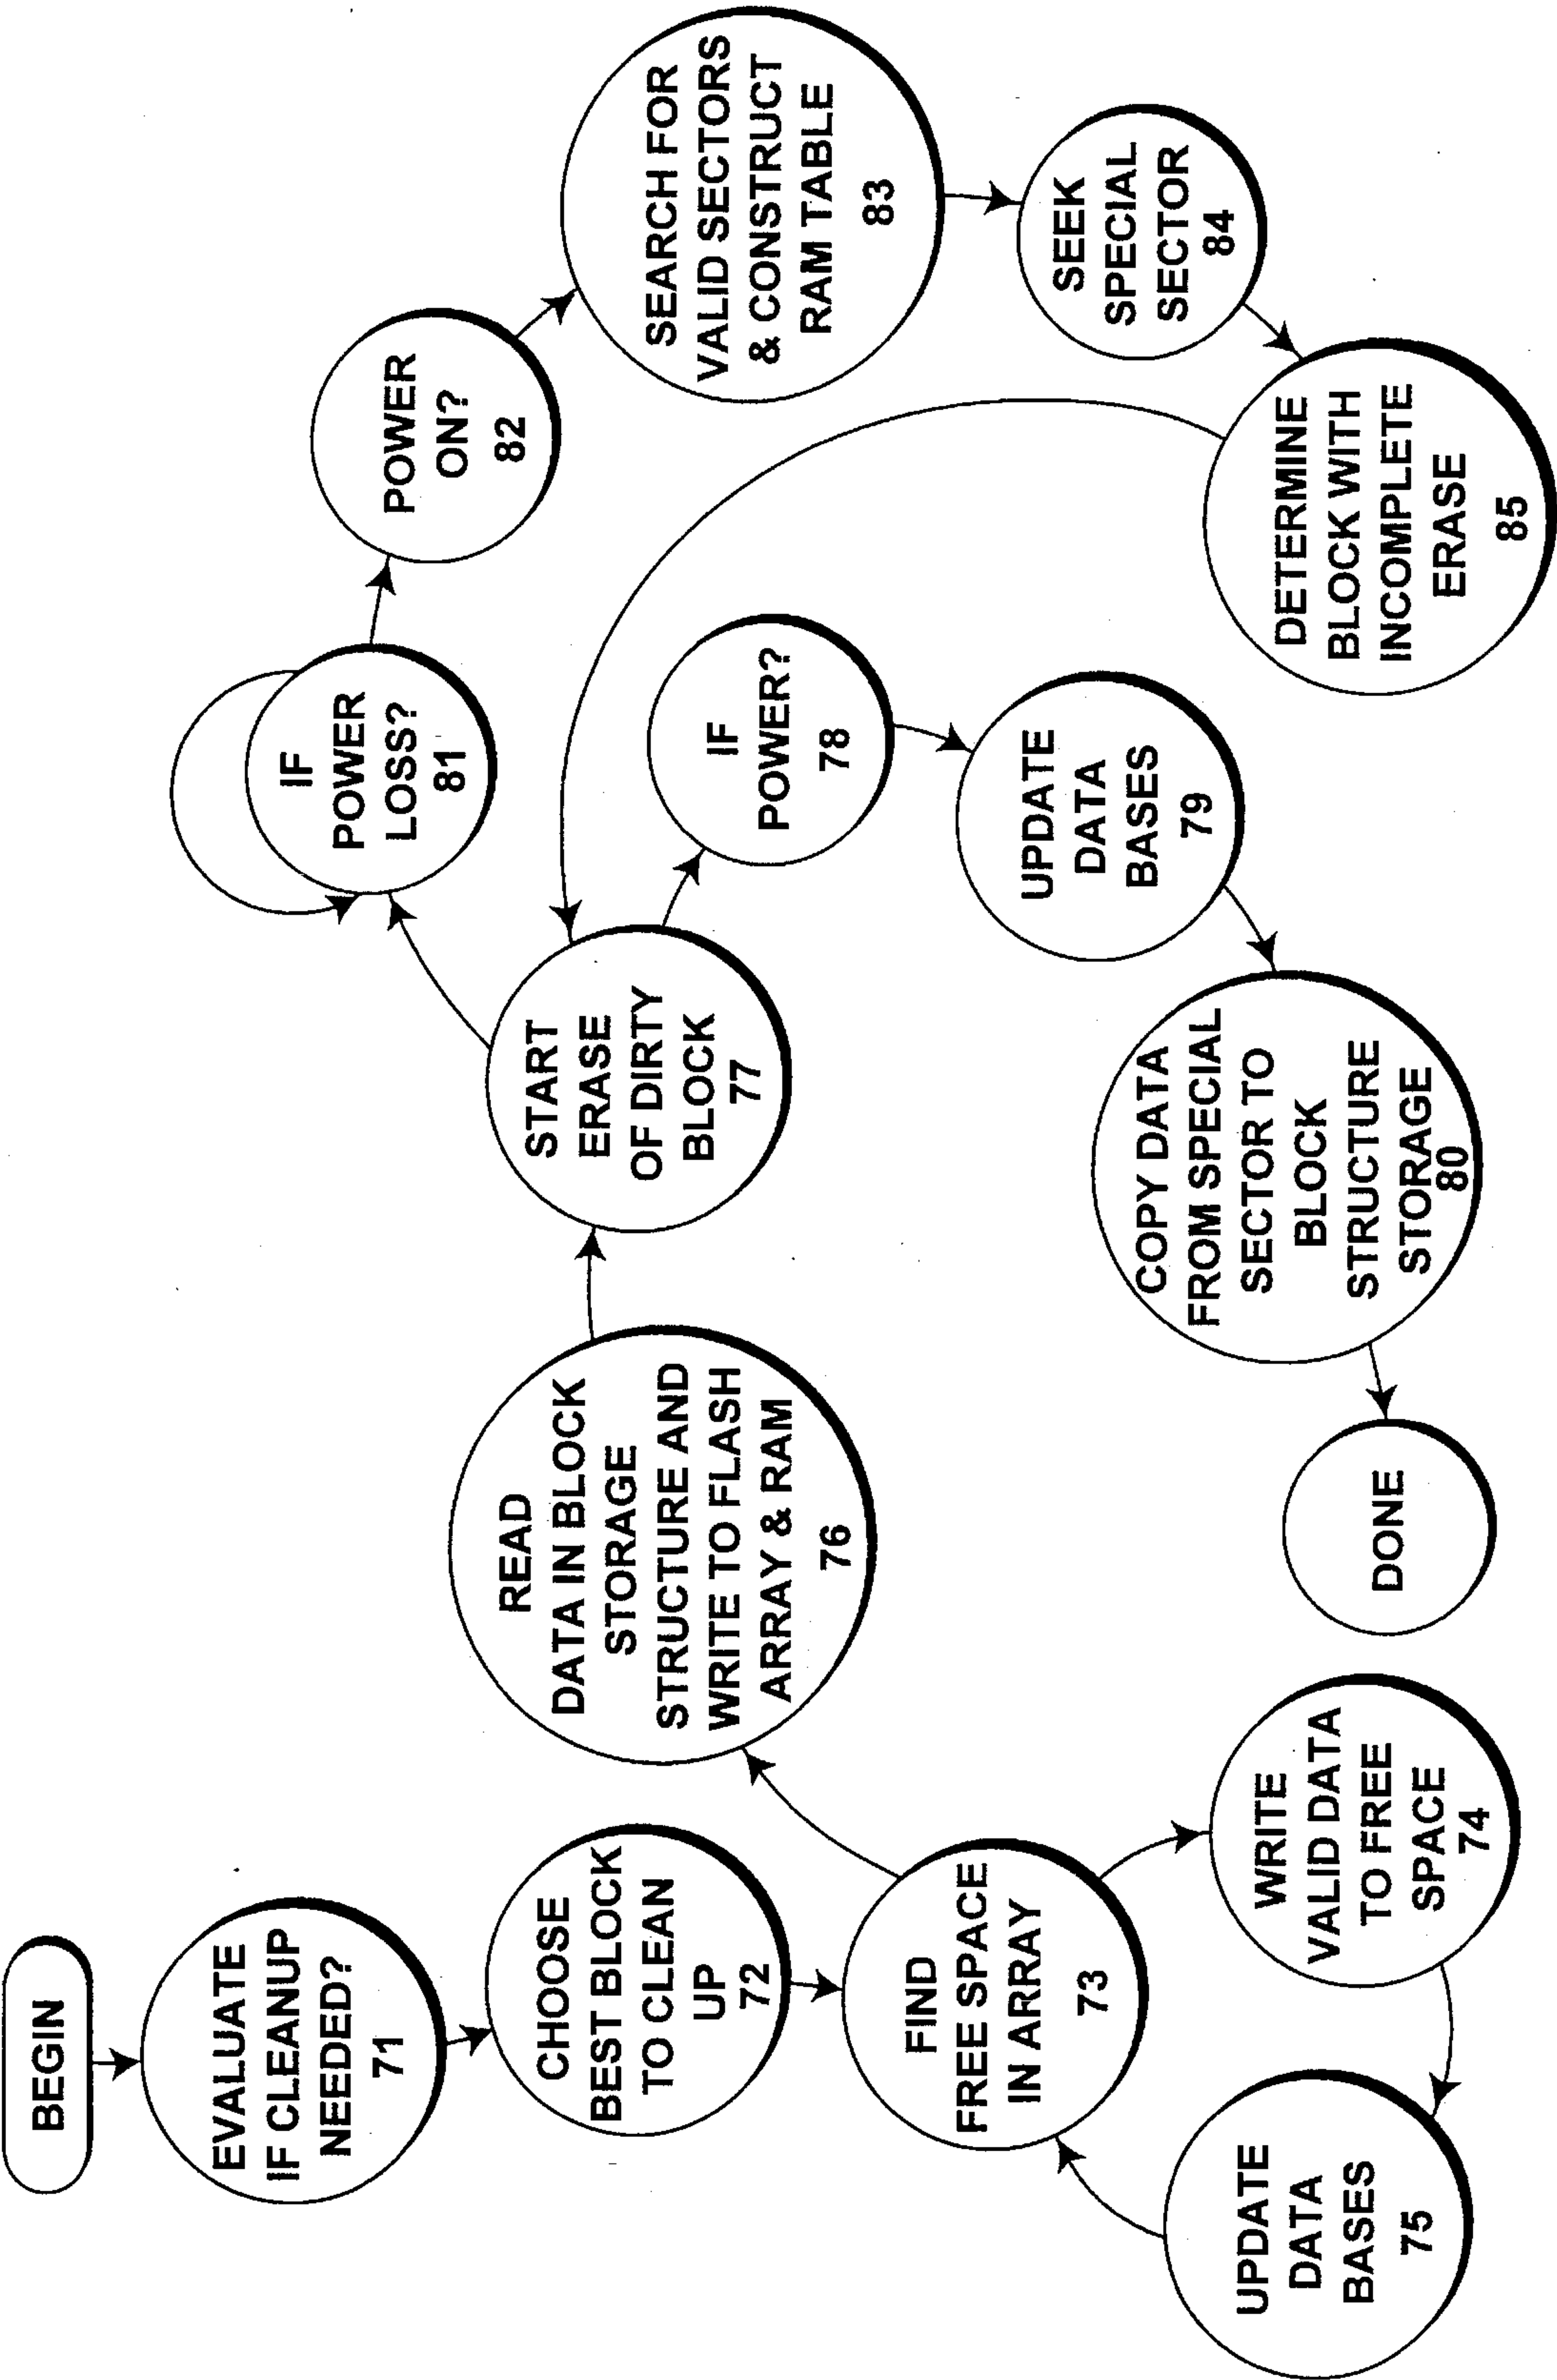 BEGIN
EVALUATE
IF CLEANUP
NEEDED?
71
CHOOSE
BEST BLOCK
TO CLEAN
UP
72
FIND
FREE SPACE
IN ARRAY
73
WRITE
VALID DATA
TO FREE
SPACE
74
UPDATE
DATA
BASES
75
READ
DATA IN BLOCK
STORAGE
STRUCTURE AND
WRITE TO FLASH
ARRAY & RAM
76
START
ERASE
OF DIRTY
BLOCK
77
IF
POWER?
78
UPDATE
DATA
BASES
79
COPY DATA
FROM SPECIAL
SECTOR TO
BLOCK
STRUCTURE
STORAGE
80
DONE
IF
POWER
LOSS?
81
POWER
ON?
82
SEARCH FOR
VALID SECTORS
& CONSTRUCT
RAM TABLE
83
SEEK
SPECIAL
SECTOR
84
DETERMINE
BLOCK WITH
INCOMPLETE
ERASE
85